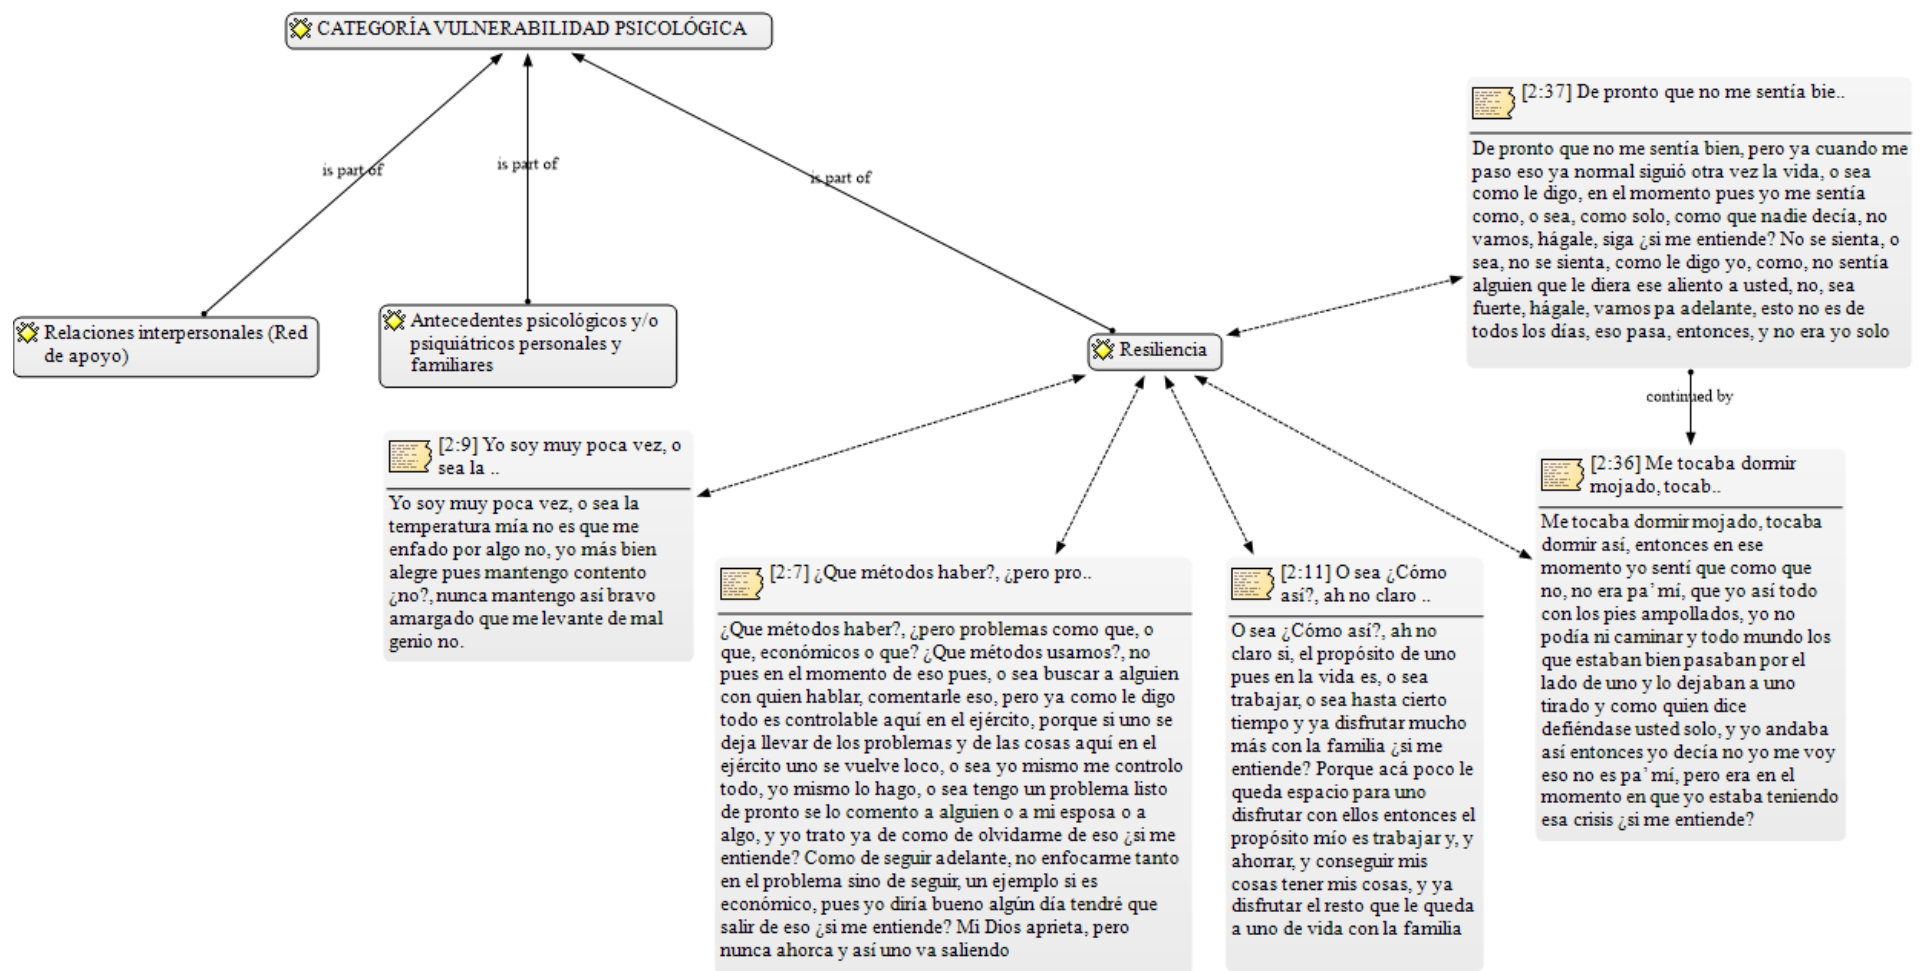 CATEGORÍA VULNERABILIDAD PSICOLÓGICA
is part of
is part of
is part of
Relaciones interpersonales (Red
de apoyo)
Antecedentes psicológicos y/o
psiquiátricos personales y
familiares
Resiliencia
[2:37] De pronto que no me sentía bie..
De pronto que no me sentía bien, pero ya cuando me
paso eso ya normal siguió otra vez la vida, o sea
como le digo, en el momento pues yo me sentía
como, o sea, como solo, como que nadie decía, no
vamos, hágale, siga ¿si me entiende? No se sienta, o
sea, no se sienta, como le digo yo, como, no sentía
alguien que le diera ese aliento a usted, no, sea
fuerte, hágale, vamos pa adelante, esto no es de
todos los días, eso pasa, entonces, y no era yo solo
continued by
[2:9] Yo soy muy poca vez, o
sea la ..
Yo soy muy poca vez, o sea la
temperatura mía no es que me
enfado por algo no, yo más bien
alegre pues mantengo contento
¿no?, nunca mantengo así bravo
amargado que me levante de mal
genio no.
[2:7] ¿Que métodos haber?, ¿pero pro..
¿Que métodos haber?, ¿pero problemas como que, o
que, económicos o que? ¿Que métodos usamos?, no
pues en el momento de eso pues, o sea buscar a alguien
con quien hablar, comentarle eso, pero ya como le digo
todo es controlable aquí en el ejército, porque si uno se
deja llevar de los problemas y de las cosas aquí en el
ejército uno se vuelve loco, o sea yo mismo me controlo
todo, yo mismo lo hago, o sea tengo un problema listo
de pronto se lo comento a alguien o a mi esposa o a
algo, y yo trato ya de como de olvidarme de eso ¿si me
entiende? Como de seguir adelante, no enfocarme tanto
en el problema sino de seguir, un ejemplo si es
económico, pues yo diría bueno algún día tendré que
salir de eso ¿si me entiende? Mi Dios aprieta, pero
nunca ahorca y así uno va saliendo
[2:11] O sea ¿Cómo
así?, ah no claro ..
O sea ¿Cómo así?, ah no
claro si, el propósito de uno
pues en la vida es, o sea
trabajar, o sea hasta cierto
tiempo y ya disfrutar mucho
más con la familia ¿si me
entiende? Porque acá poco le
queda espacio para uno
disfrutar con ellos entonces el
propósito mío es trabajar y, y
ahorrar, y conseguir mis
cosas tener mis cosas, y ya
disfrutar el resto que le queda
a uno de vida con la familia
[2:36] Me tocaba dormir
mojado, tocab..
Me tocaba dormir mojado, tocaba
dormir así, entonces en ese
momento yo sentí que como que
no, no era pa' mí, que yo así todo
con los pies ampollados, yo no
podía ni caminar y todo mundo los
que estaban bien pasaban por el
lado de uno y lo dejaban a uno
tirado y como quien dice
defiéndase usted solo, y yo andaba
así entonces yo decía no yo me voy
eso no es pa' mí, pero era en el
momento en que yo estaba teniendo
esa crisis ¿si me entiende?